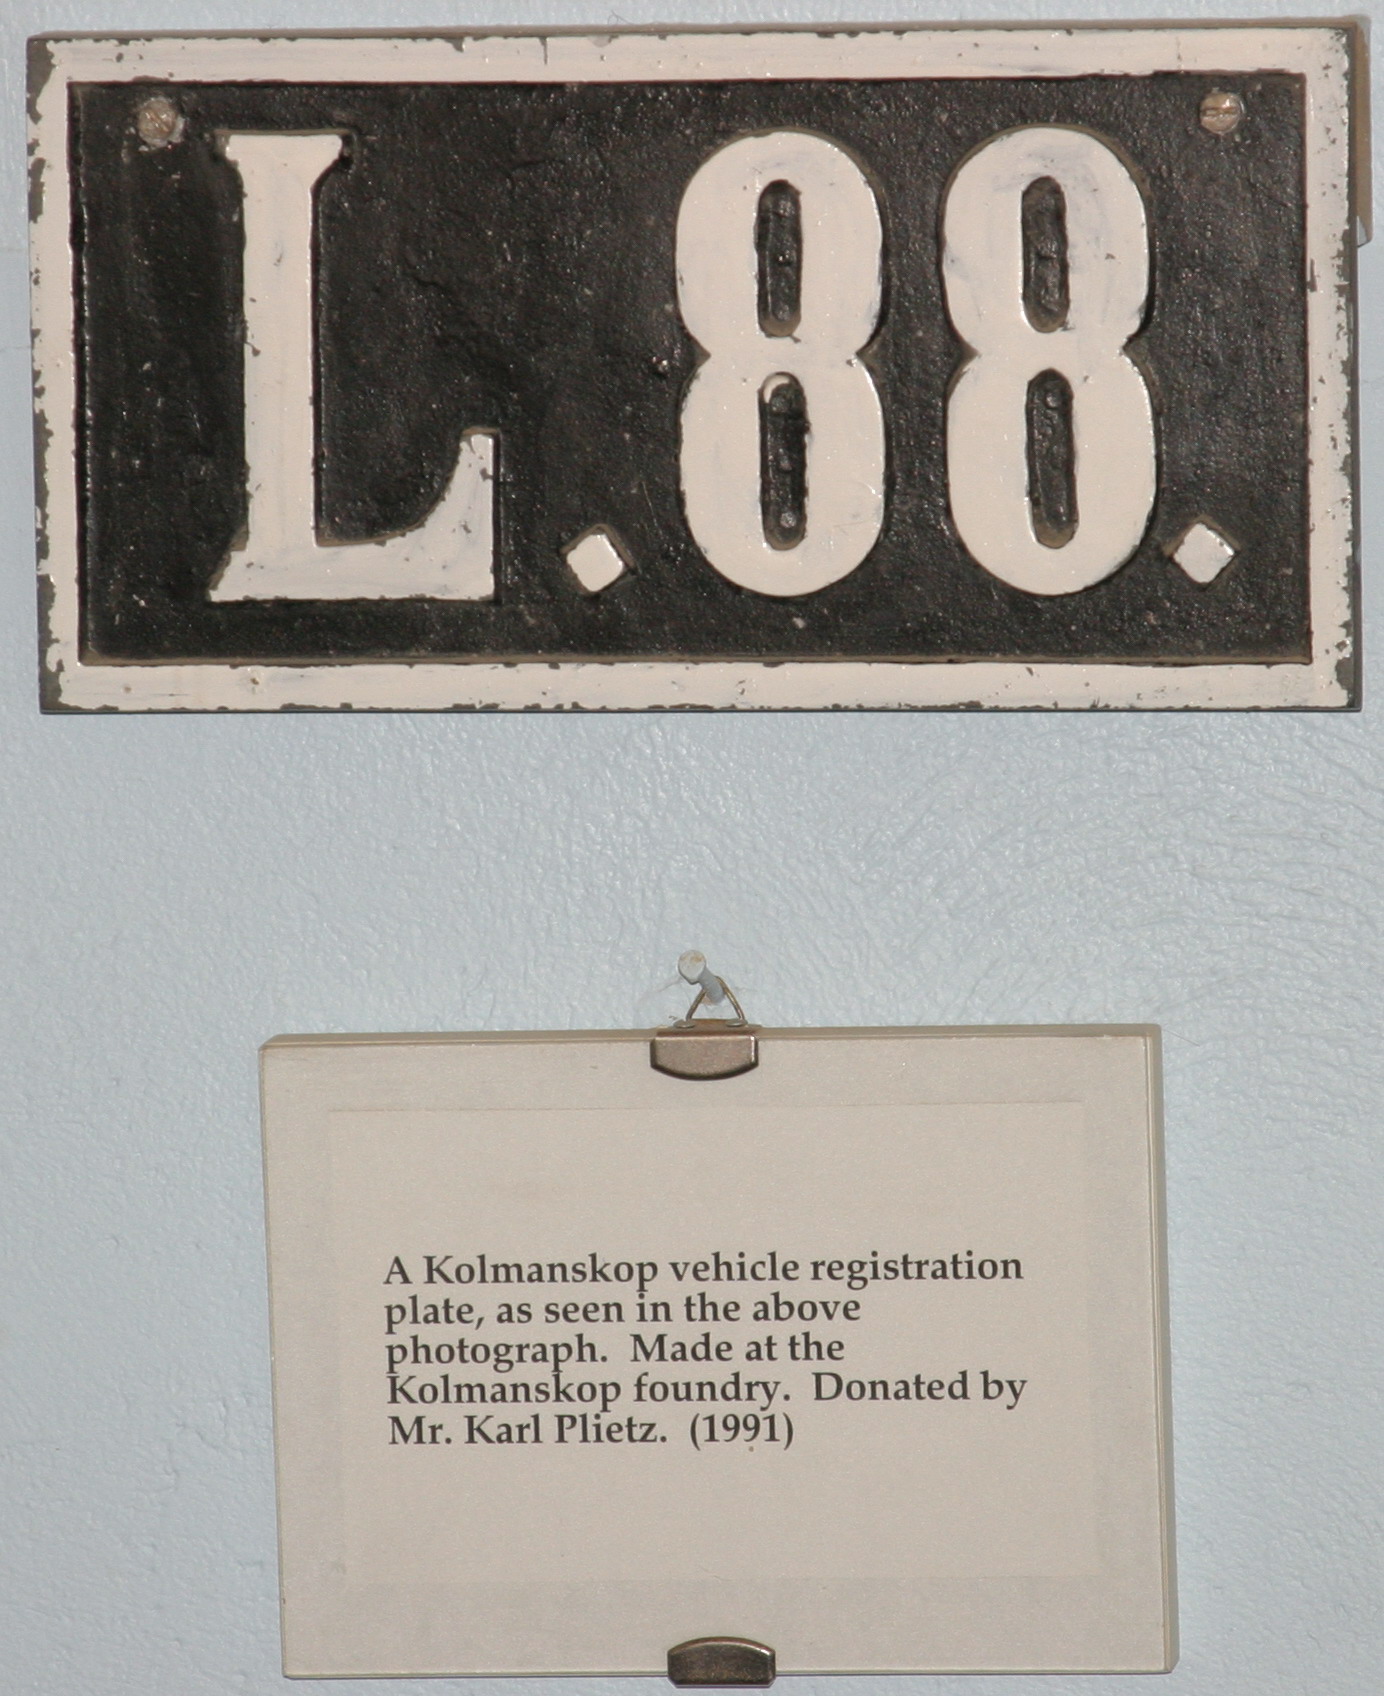 L.88.
A Kolmanskop vehicle registration
plate, as seen in the above
photograph. Made at the
Kolmanskop foundry. Donated by
Mr. Karl Plietz. (1991)